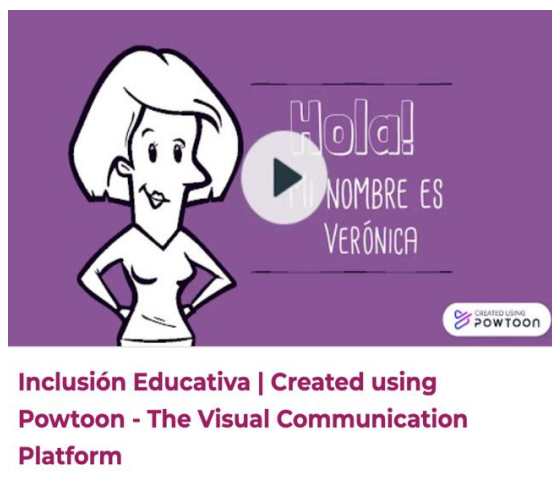 Hola!
MI NOMBRE ES
VERÓNICA
CREATED USING
POWTOON
Inclusión Educativa | Created using
Powtoon - The Visual Communication
Platform